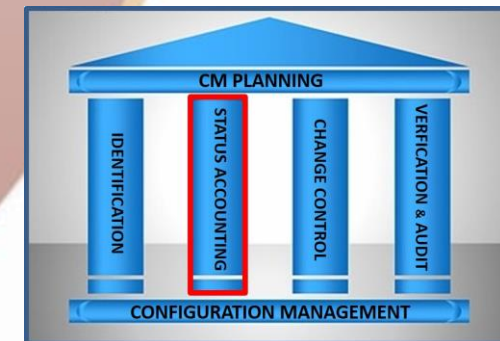 CM PLANNING
IDENTIFICATION
STATUS ACCOUNTING
CHANGE CONTROL
VERFICATION & AUDIT
CONFIGURATION MANAGEMENT